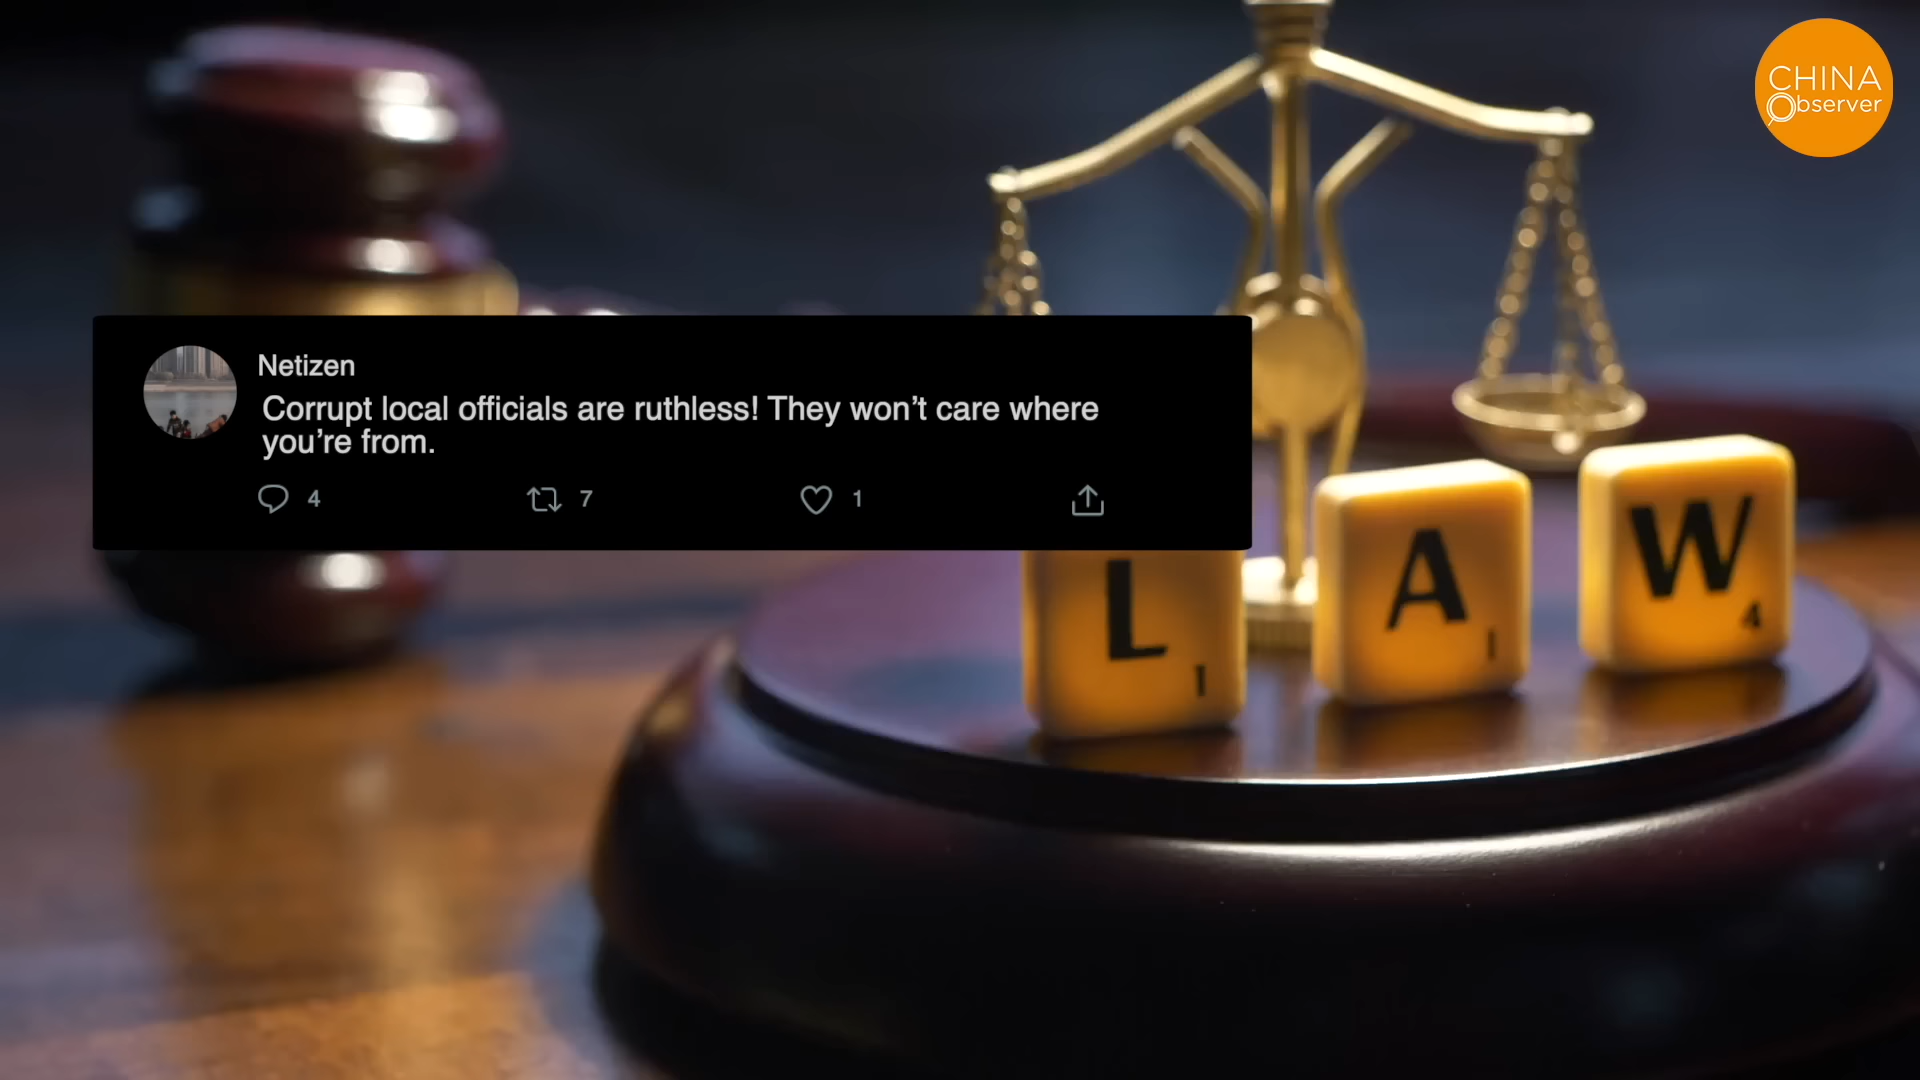 CHINA
Observer
Netizen
Corrupt local officials are ruthless! They won't care where
you're from.
4
7
1
L
1
A
1
W
4